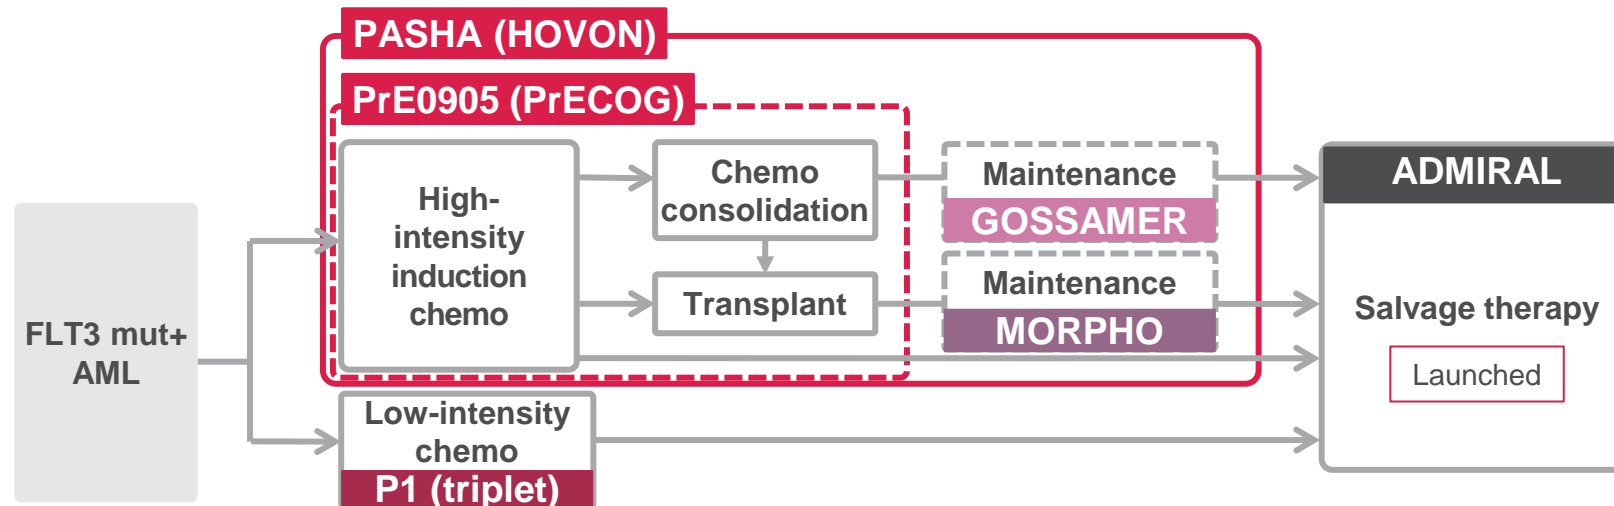 PASHA (HOVON)
PrE0905 (PrECOG)
FLT3 mut+
AML
High-
intensity
induction
chemo
Chemo
consolidation
Transplant
Maintenance
GOSSAMER
Maintenance
MORPHO
Low-intensity
chemo
P1 (triplet)
ADMIRAL
Salvage therapy
Launched